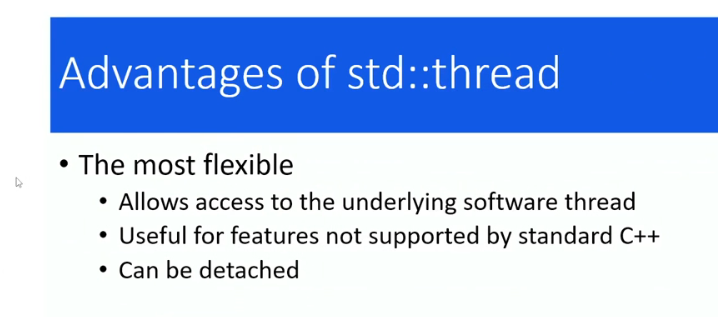 Advantages of std::thread
• The most flexible
• Allows access to the underlying software thread
• Useful for features not supported by standard C++
• Can be detached